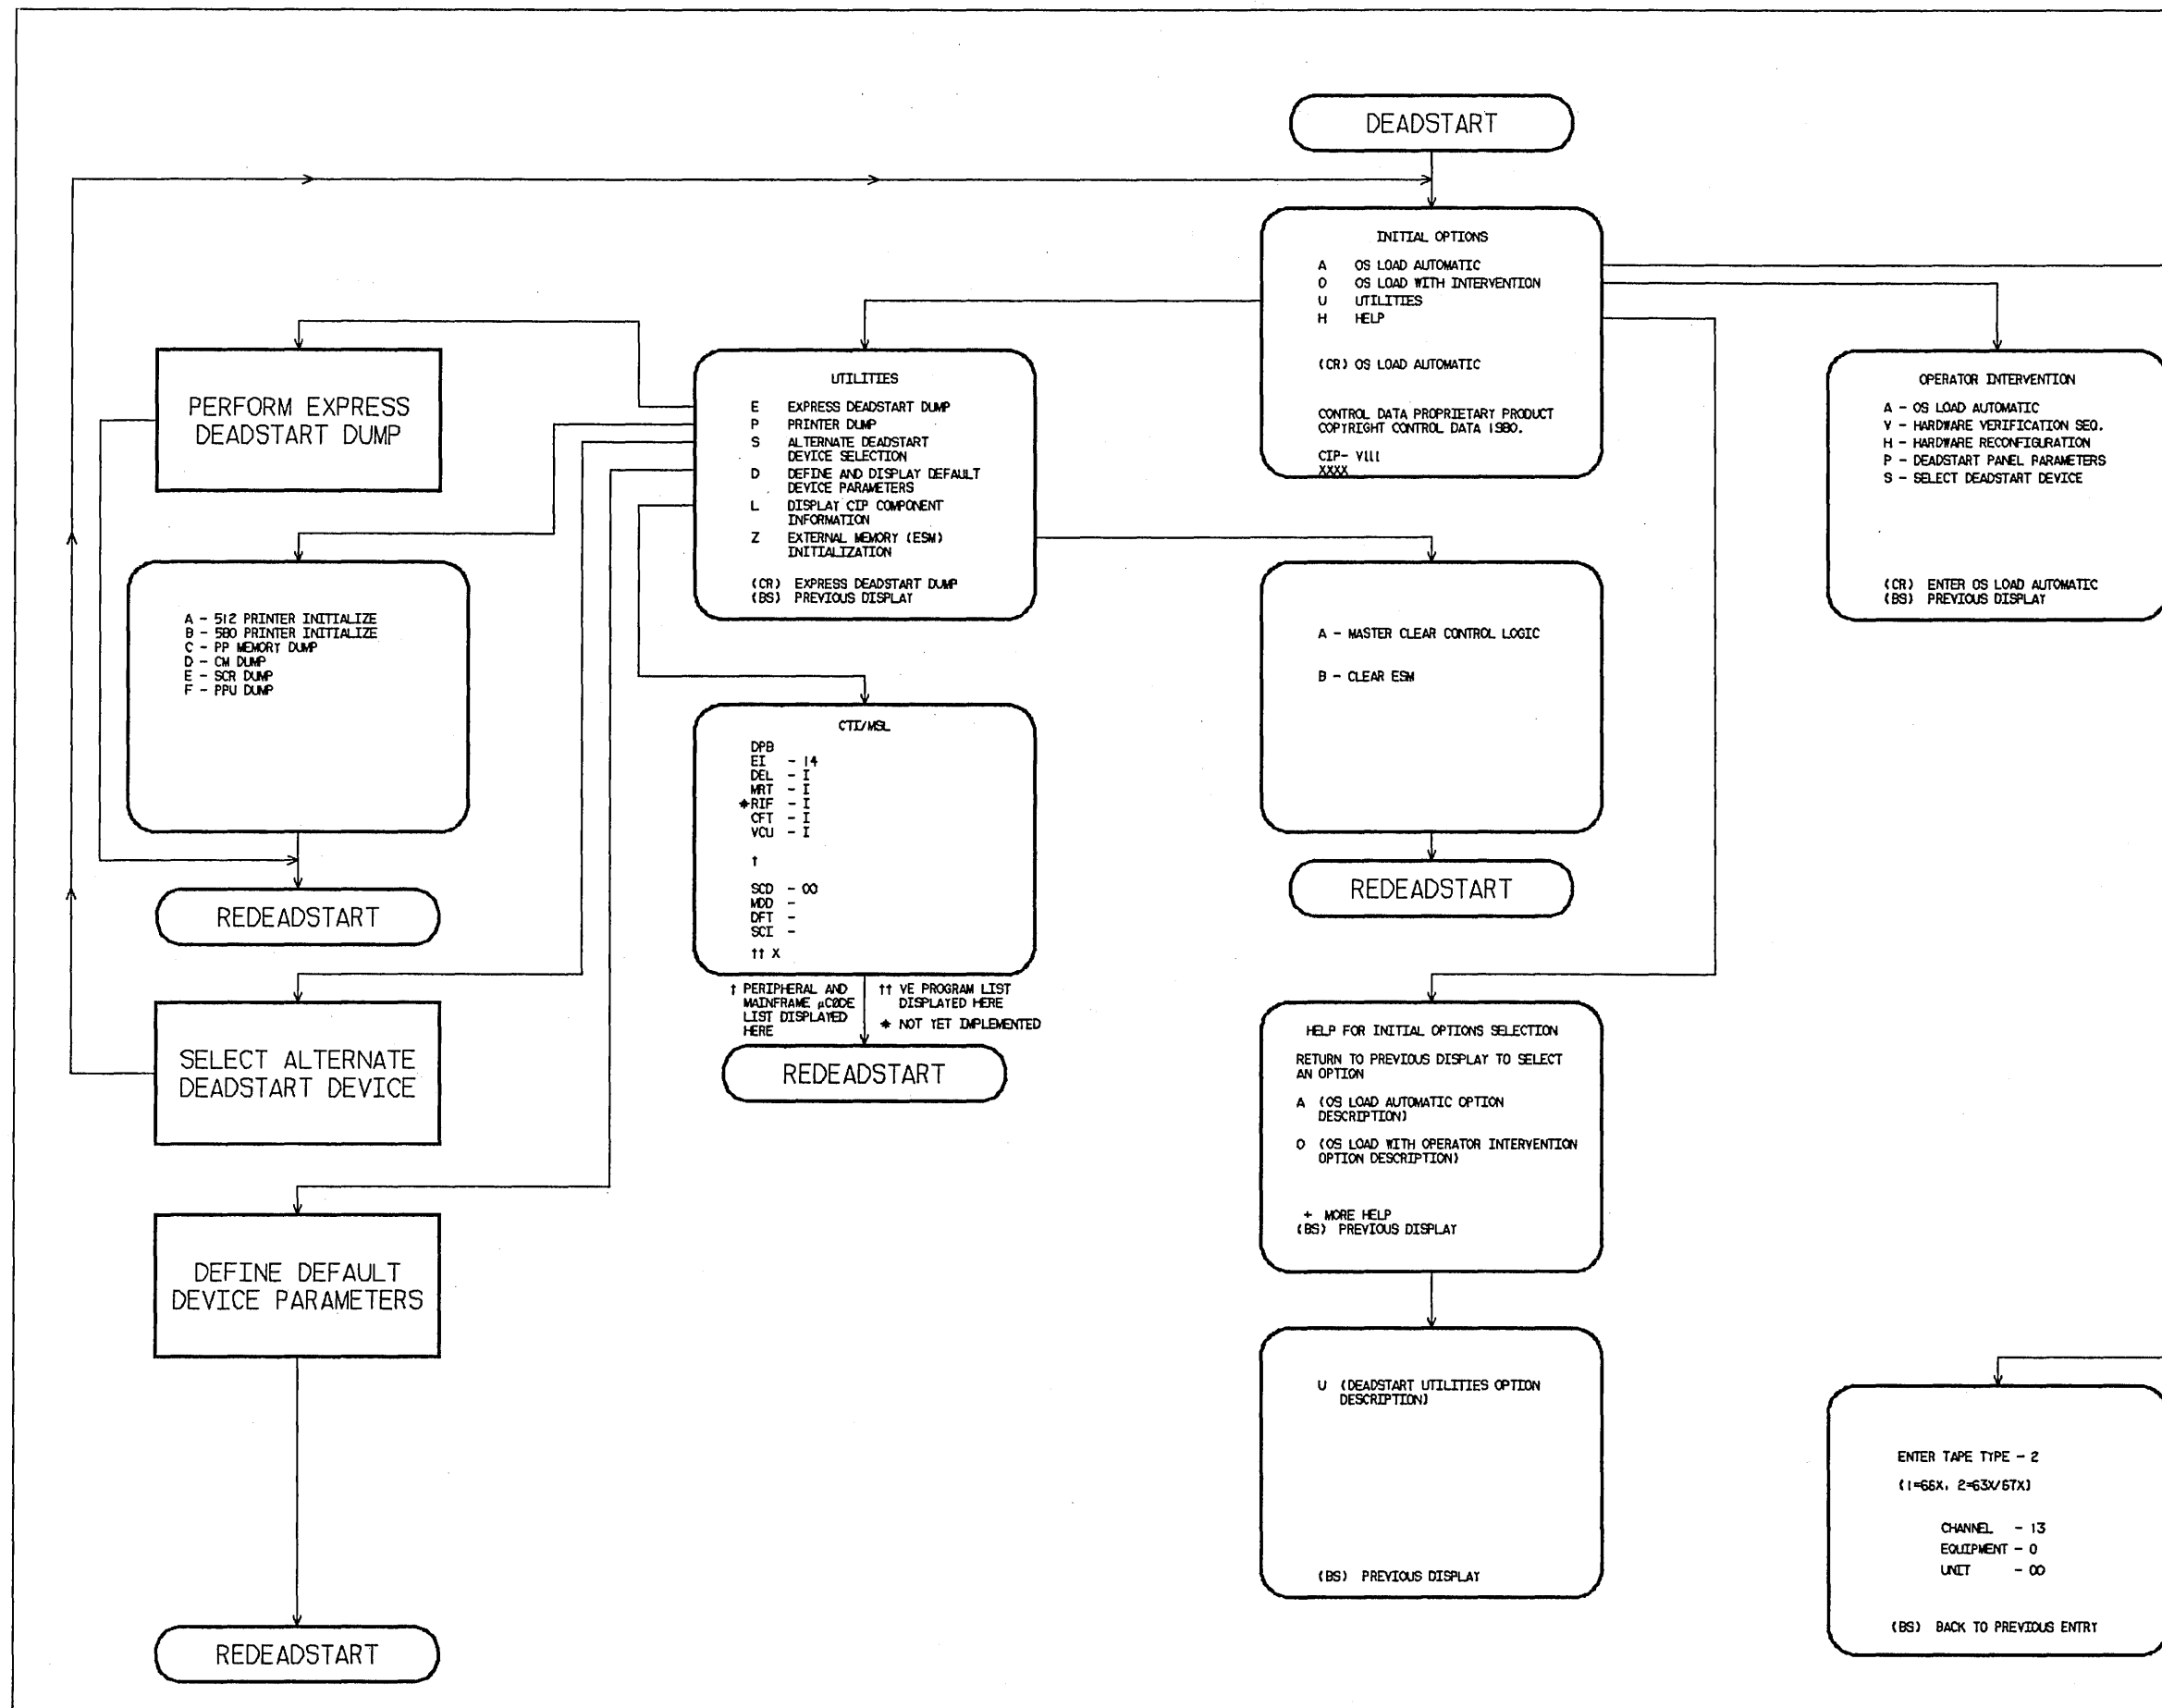 DEADSTART
INITIAL OPTIONS
A OS LOAD AUTOMATIC
O OS LOAD WITH INTERVENTION
U UTILITIES
H HELP
(CR) OS LOAD AUTOMATIC
CONTROL DATA PROPRIETARY PRODUCT
COPYRIGHT CONTROL DATA 1980.
CIP- V111
XXXX
PERFORM EXPRESS
DEADSTART DUMP
UTILITIES
E EXPRESS DEADSTART DUMP
P PRINTER DUMP
S ALTERNATE DEADSTART
DEVICE SELECTION
D DEFINE AND DISPLAY DEFAULT
DEVICE PARAMETERS
L DISPLAY CIP COMPONENT
INFORMATION
Z EXTERNAL MEMORY (ESM)
INITIALIZATION
(CR) EXPRESS DEADSTART DUMP
(BS) PREVIOUS DISPLAY
OPERATOR INTERVENTION
A - OS LOAD AUTOMATIC
V - HARDWARE VERIFICATION SEQ.
H - HARDWARE RECONFIGURATION
P - DEADSTART PANEL PARAMETERS
S - SELECT DEADSTART DEVICE
(CR) ENTER OS LOAD AUTOMATIC
(BS) PREVIOUS DISPLAY
A - 512 PRINTER INITIALIZE
B - 580 PRINTER INITIALIZE
C - PP MEMORY DUMP
D - CM DUMP
E - SCR DUMP
F - PPU DUMP
REDEADSTART
A - MASTER CLEAR CONTROL LOGIC
B - CLEAR ESM
REDEADSTART
CTI/MSL
DPB
EI - 14
DEL - I
MRT - I
*RIF - I
CFT - I
VCU - I
†
SCD - 00
MDD -
DFT -
SCI -
†† X
† PERIPHERAL AND
MAINFRAME µCODE
LIST DISPLAYED
HERE
†† VE PROGRAM LIST
DISPLAYED HERE
* NOT YET IMPLEMENTED
REDEADSTART
SELECT ALTERNATE
DEADSTART DEVICE
HELP FOR INITIAL OPTIONS SELECTION
RETURN TO PREVIOUS DISPLAY TO SELECT
AN OPTION
A (OS LOAD AUTOMATIC OPTION
DESCRIPTION)
O (OS LOAD WITH OPERATOR INTERVENTION
OPTION DESCRIPTION)
+ MORE HELP
(BS) PREVIOUS DISPLAY
DEFINE DEFAULT
DEVICE PARAMETERS
U (DEADSTART UTILITIES OPTION
DESCRIPTION)
(BS) PREVIOUS DISPLAY
ENTER TAPE TYPE - 2
(1=66X, 2=63X/67X)
CHANNEL - 13
EQUIPMENT - 0
UNIT - 00
(BS) BACK TO PREVIOUS ENTRY
REDEADSTART